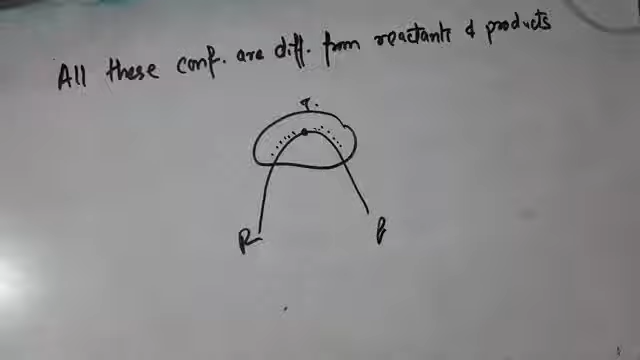 All these conf. are diff. from reactants & products
R
P